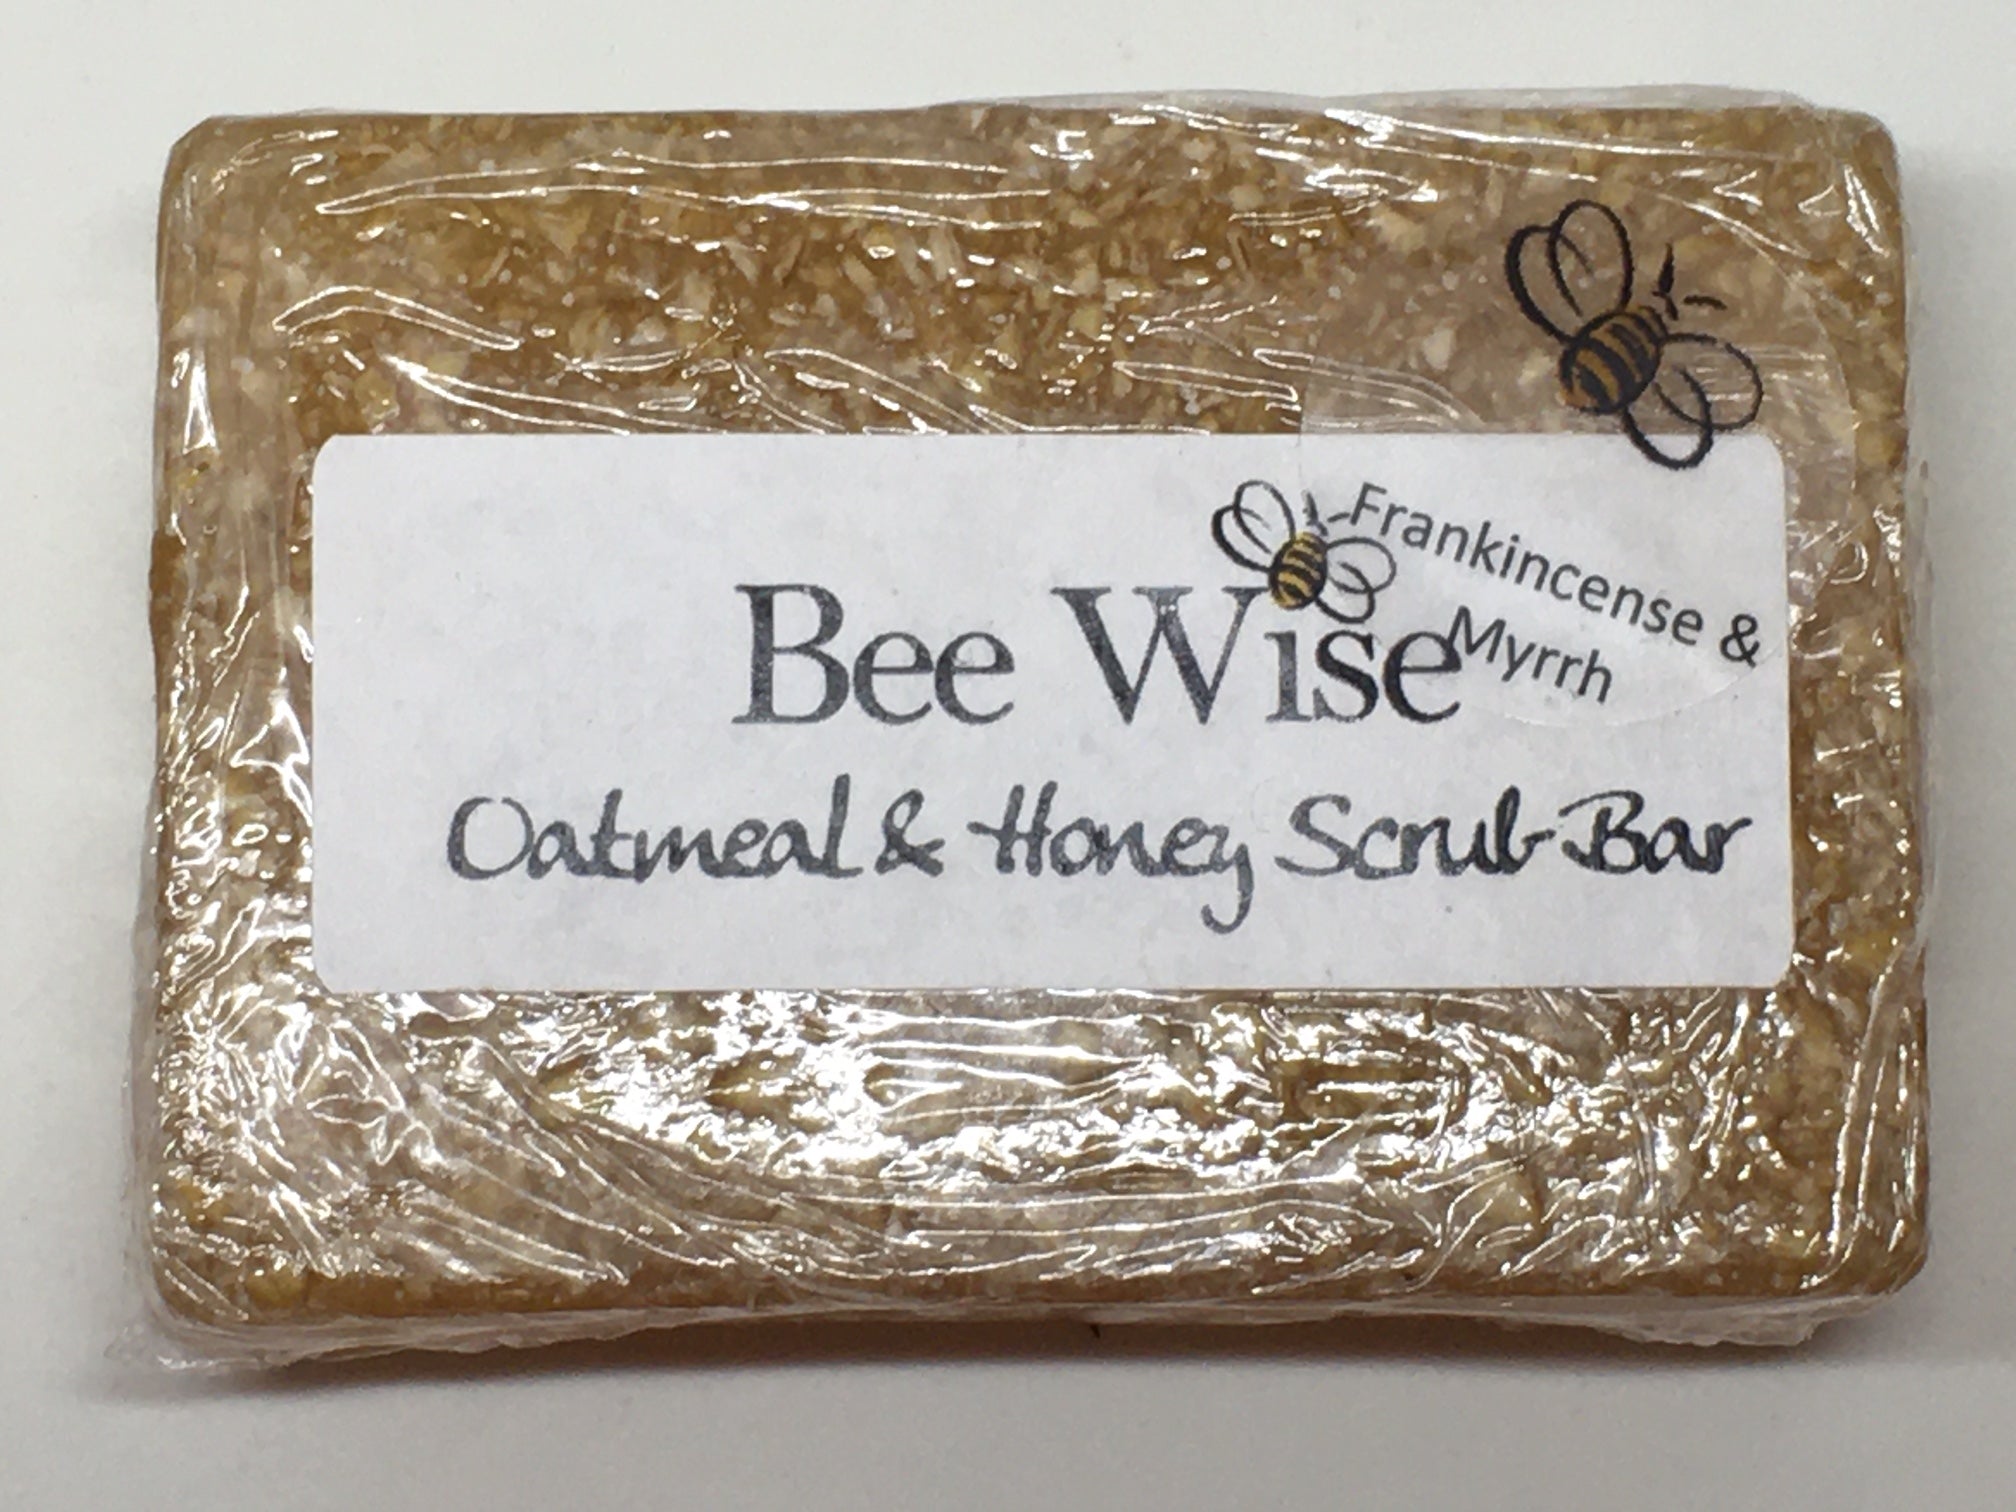 Frankincense &
Myrrh
Bee Wise
Oatmeal & Honey Scrub Bar